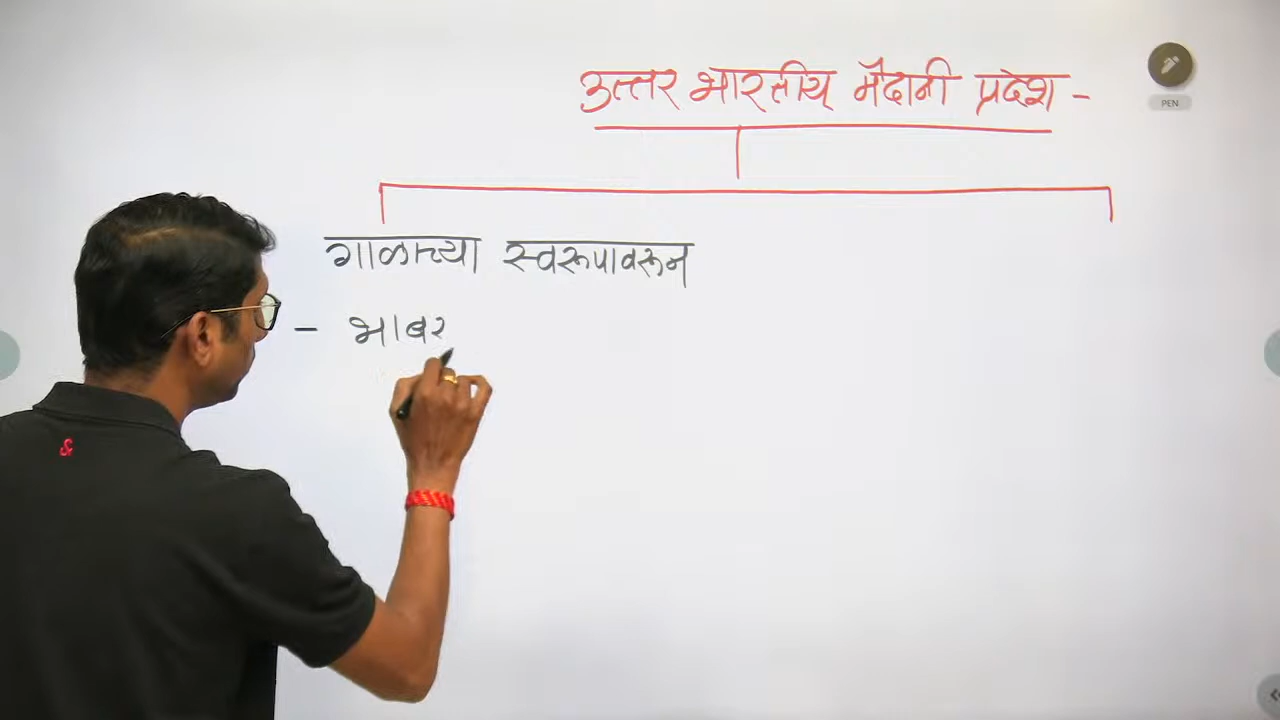 उत्तर भारतीय मैदानी प्रदेश -
PEN
गाळाच्या स्वरूपावरून
- भाबर